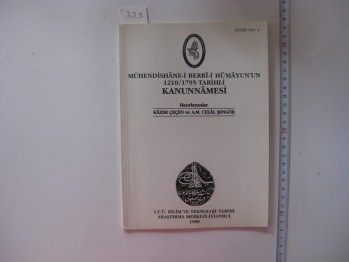 333
MÜHENDİSHÂNE-İ BERRÎ-İ HÜMÂYUN'UN
1210/1795 TARİHLİ
KANUNNÂMESİ
Hazırlayanlar
KÂZIM ÇEÇEN ve A.M. CELÂL ŞENGÖR
İ.T.Ü. BİLİM VE TEKNOLOJİ TARİHİ
ARAŞTIRMA MERKEZİ-İSTANBUL